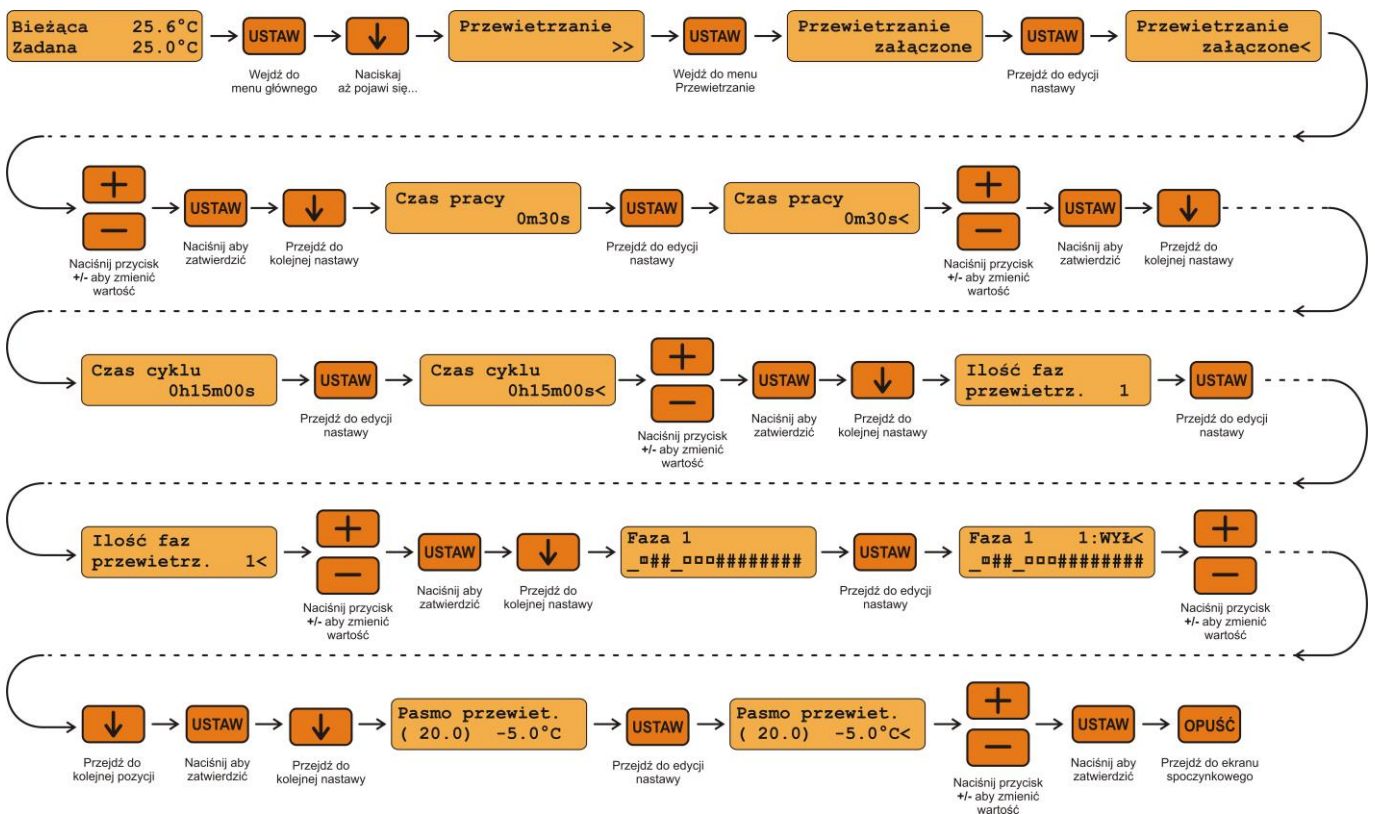 Bieżąca 25.6°C
Zadana 25.0°C
USTAW
Wejdź do
menu głównego
Naciskaj
aż pojawi się...
Przewietrzanie
>>
USTAW
Wejdź do menu
Przewietrzanie
Przewietrzanie
załączone
USTAW
Przejdź do edycji
nastawy
Przewietrzanie
załączone<
+
−
Naciśnij przycisk
+/- aby zmienić
wartość
USTAW
Naciśnij aby
zatwierdzić
Przejdź do
kolejnej nastawy
Czas pracy
0m30s
USTAW
Przejdź do edycji
nastawy
Czas pracy
0m30s<
+
−
Naciśnij przycisk
+/- aby zmienić
wartość
USTAW
Naciśnij aby
zatwierdzić
Przejdź do
kolejnej nastawy
Czas cyklu
0h15m00s
USTAW
Przejdź do edycji
nastawy
Czas cyklu
0h15m00s<
+
−
Naciśnij przycisk
+/- aby zmienić
wartość
USTAW
Naciśnij aby
zatwierdzić
Przejdź do
kolejnej nastawy
Ilość faz
przewietrz. 1
USTAW
Przejdź do edycji
nastawy
Ilość faz
przewietrz. 1<
+
−
Naciśnij przycisk
+/- aby zmienić
wartość
USTAW
Naciśnij aby
zatwierdzić
Przejdź do
kolejnej nastawy
Faza 1
_¤##_¤¤¤########
USTAW
Przejdź do edycji
nastawy
Faza 1 1:WYŁ<
_¤##_¤¤¤########
+
−
Naciśnij przycisk
+/- aby zmienić
wartość
Przejdź do
kolejnej pozycji
USTAW
Naciśnij aby
zatwierdzić
Przejdź do
kolejnej nastawy
Pasmo przewiet.
( 20.0) -5.0°C
USTAW
Przejdź do edycji
nastawy
Pasmo przewiet.
( 20.0) -5.0°C<
+
−
Naciśnij przycisk
+/- aby zmienić
wartość
USTAW
Naciśnij aby
zatwierdzić
OPUŚĆ
Przejdź do ekranu
spoczynkowego